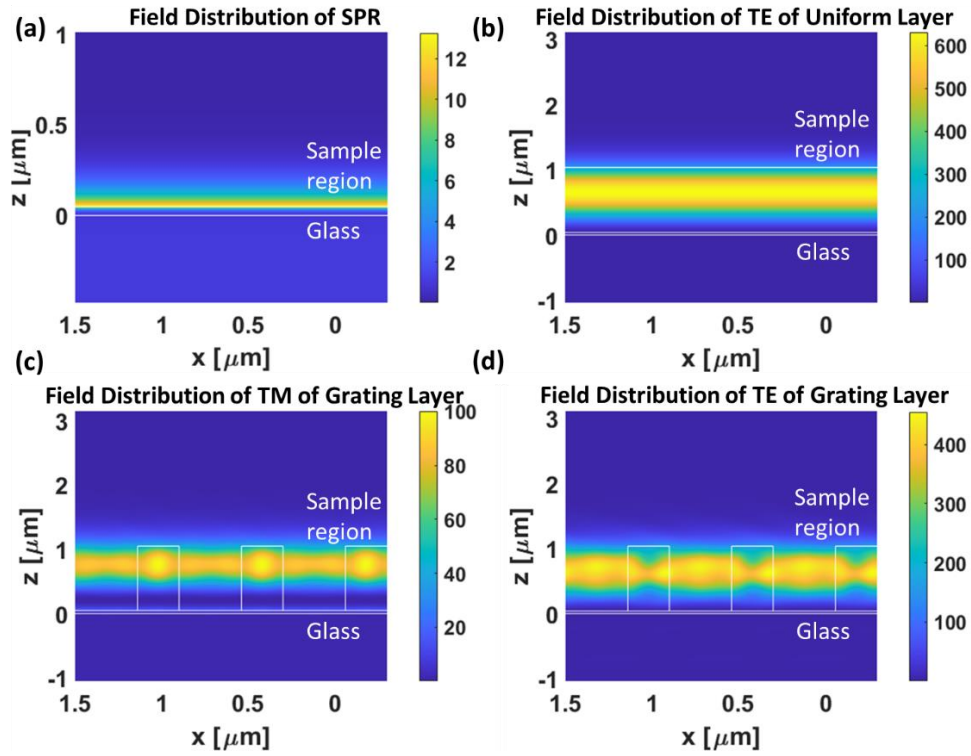 (a)
Field Distribution of SPR
1
0.5
0
z [μm]
Sample
region
Glass
12
10
8
6
4
2
1.5
1
0.5
0
x [μm]
(b)
Field Distribution of TE of Uniform Layer
3
2
1
0
-1
z [μm]
Sample
region
Glass
600
500
400
300
200
100
1.5
1
0.5
0
x [μm]
(c)
Field Distribution of TM of Grating Layer
3
2
1
0
-1
z [μm]
Sample
region
Glass
100
80
60
40
20
1.5
1
0.5
0
x [μm]
(d)
Field Distribution of TE of Grating Layer
3
2
1
0
-1
z [μm]
Sample
region
Glass
400
300
200
100
1.5
1
0.5
0
x [μm]